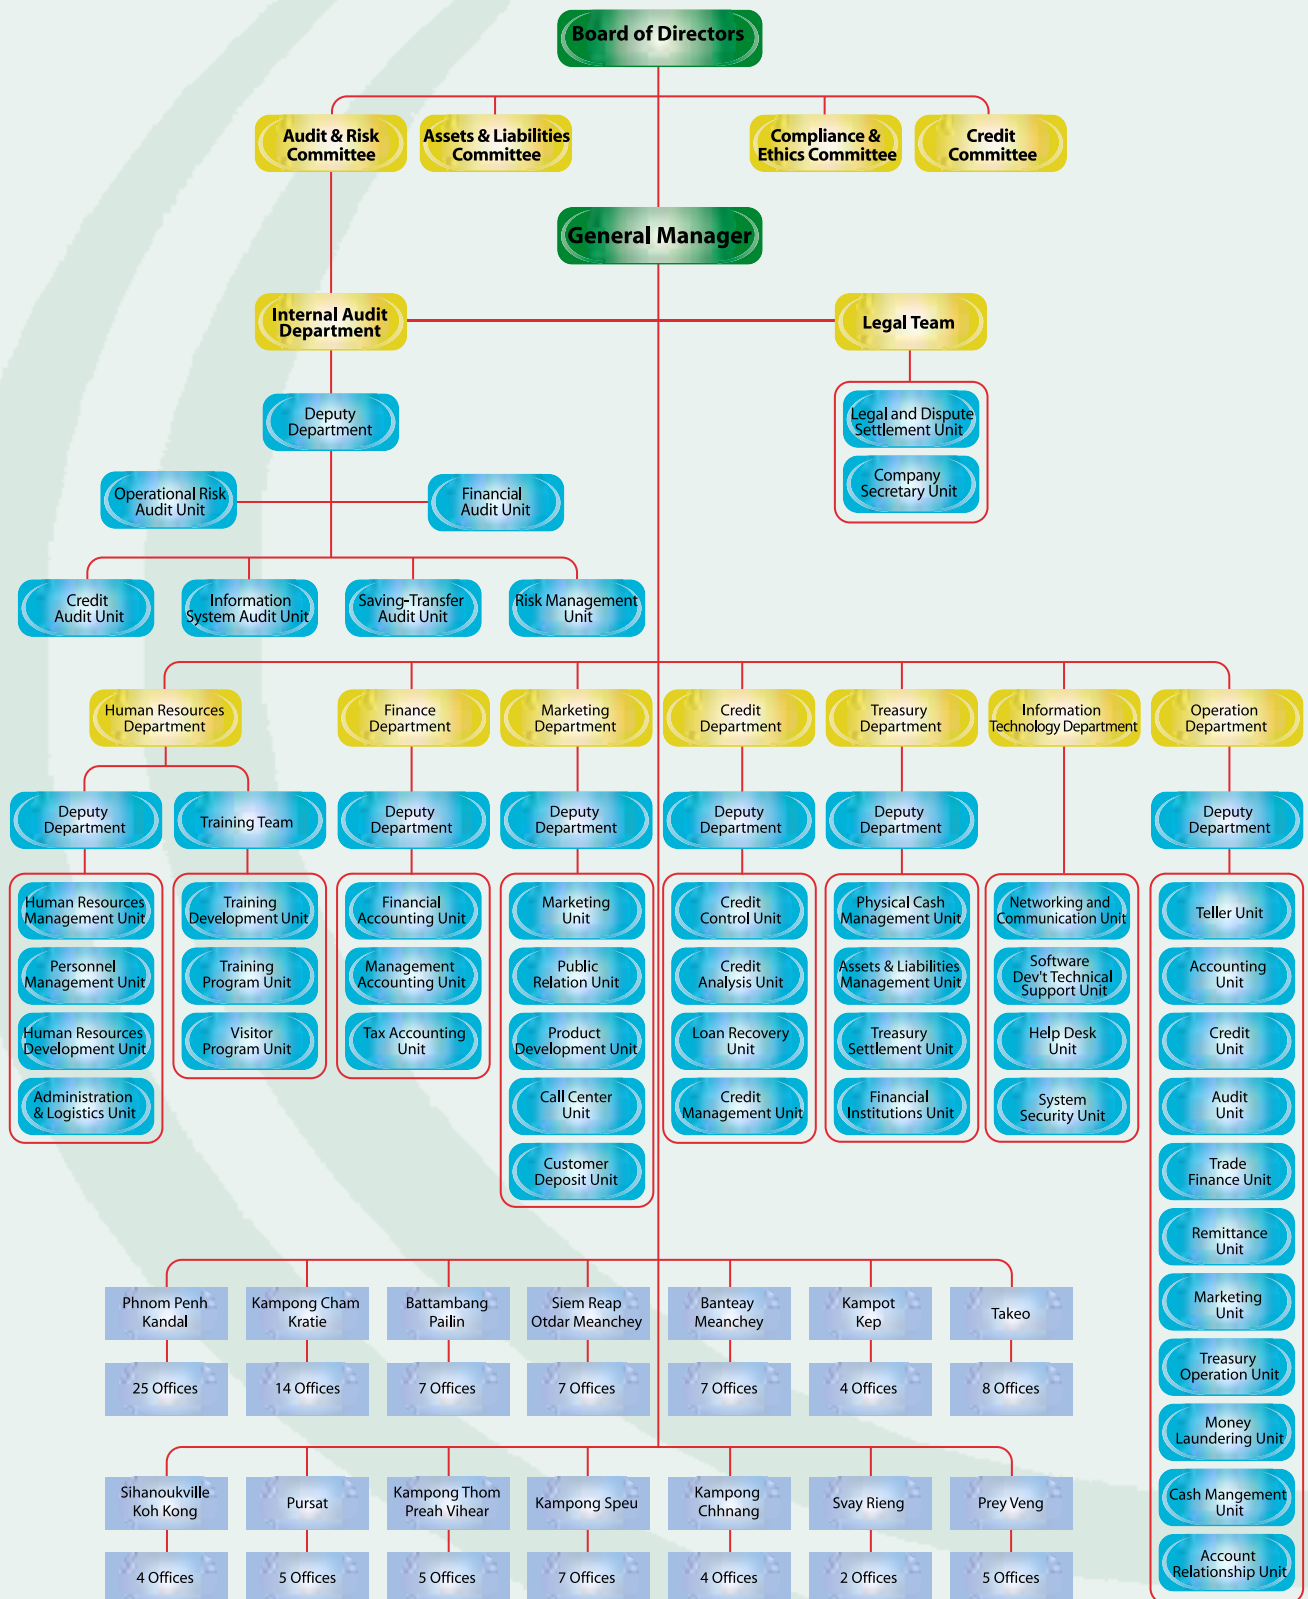 Board of Directors
Audit & Risk
Committee
Assets & Liabilities
Committee
Compliance &
Ethics Committee
Credit
Committee
General Manager
Internal Audit
Department
Legal Team
Deputy
Department
Legal and Dispute
Settlement Unit
Company
Secretary Unit
Operational Risk
Audit Unit
Financial
Audit Unit
Credit
Audit Unit
Information
System Audit Unit
Saving-Transfer
Audit Unit
Risk Management
Unit
Human Resources
Department
Finance
Department
Marketing
Department
Credit
Department
Treasury
Department
Information
Technology Department
Operation
Department
Deputy
Department
Training Team
Deputy
Department
Deputy
Department
Deputy
Department
Deputy
Department
Deputy
Department
Human Resources
Management Unit
Personnel
Management Unit
Human Resources
Development Unit
Administration
& Logistics Unit
Training
Development Unit
Training
Program Unit
Visitor
Program Unit
Financial
Accounting Unit
Management
Accounting Unit
Tax Accounting
Unit
Marketing
Unit
Public
Relation Unit
Product
Development Unit
Call Center
Unit
Customer
Deposit Unit
Credit
Control Unit
Credit
Analysis Unit
Loan Recovery
Unit
Credit
Management Unit
Physical Cash
Management Unit
Assets & Liabilities
Management Unit
Treasury
Settlement Unit
Financial
Institutions Unit
Networking and
Communication Unit
Software
Dev't Technical
Support Unit
Help Desk
Unit
System
Security Unit
Teller Unit
Accounting
Unit
Credit
Unit
Audit
Unit
Trade
Finance Unit
Remittance
Unit
Marketing
Unit
Treasury
Operation Unit
Money
Laundering Unit
Cash Mangement
Unit
Account
Relationship Unit
Phnom Penh
Kandal
Kampong Cham
Kratie
Battambang
Pailin
Siem Reap
Otdar Meanchey
Banteay
Meanchey
Kampot
Kep
Takeo
25 Offices
14 Offices
7 Offices
7 Offices
7 Offices
4 Offices
8 Offices
Sihanoukville
Koh Kong
Pursat
Kampong Thom
Preah Vihear
Kampong Speu
Kampong
Chhnang
Svay Rieng
Prey Veng
4 Offices
5 Offices
5 Offices
7 Offices
4 Offices
2 Offices
5 Offices